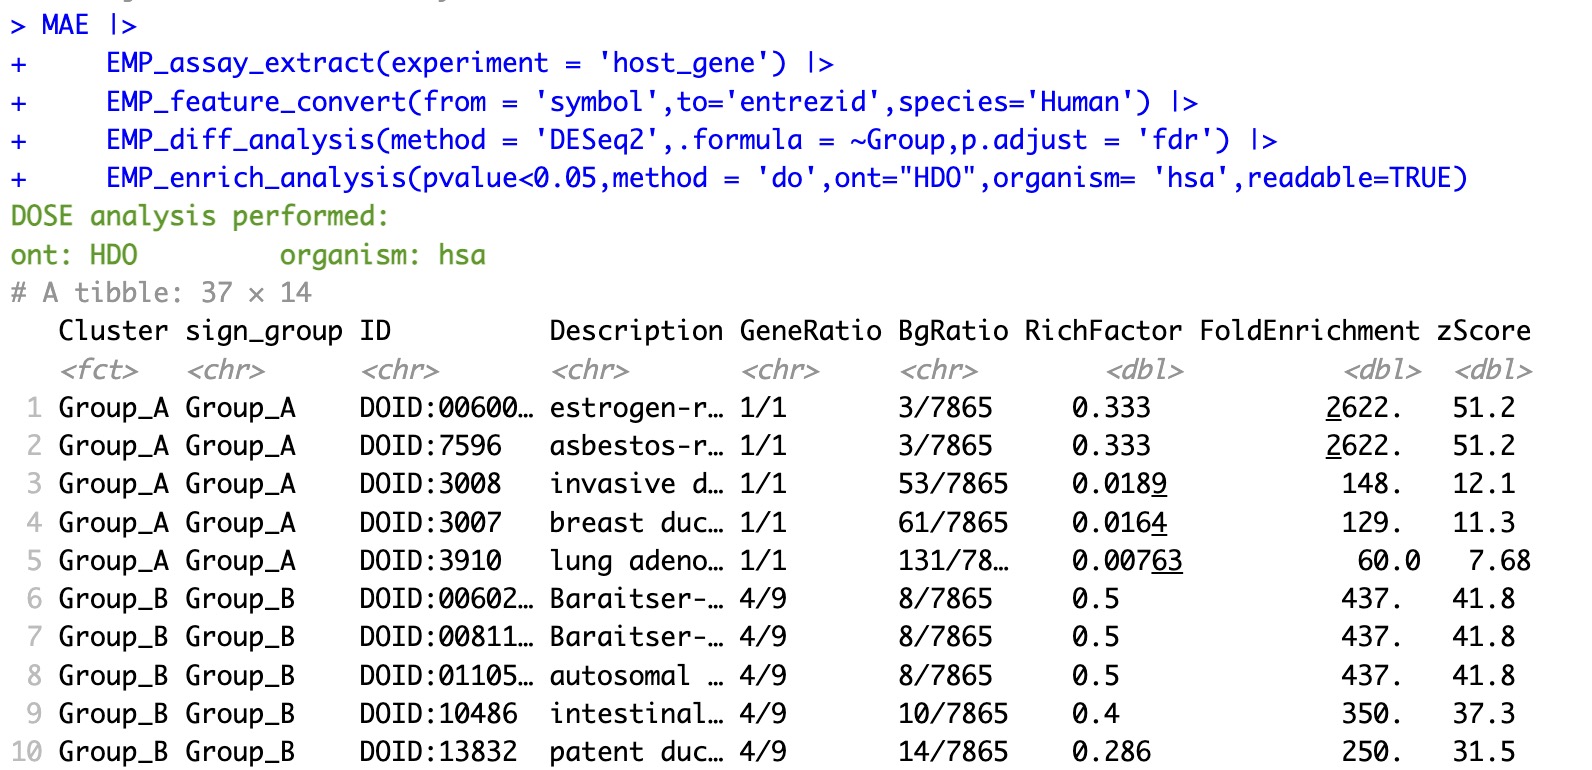 > MAE |>
+     EMP_assay_extract(experiment = 'host_gene') |>
+     EMP_feature_convert(from = 'symbol',to='entrezid',species='Human') |>
+     EMP_diff_analysis(method = 'DESeq2',.formula = ~Group,p.adjust = 'fdr') |>
+     EMP_enrich_analysis(pvalue<0.05,method = 'do',ont="HDO",organism= 'hsa',readable=TRUE)
DOSE analysis performed:
ont: HDO         organism: hsa
# A tibble: 37 × 14
   Cluster sign_group ID         Description GeneRatio BgRatio RichFactor FoldEnrichment zScore
   <fct>   <chr>      <chr>      <chr>       <chr>     <chr>        <dbl>          <dbl>  <dbl>
 1 Group_A Group_A    DOID:00600… estrogen-r… 1/1       3/7865     0.333           2622.   51.2
 2 Group_A Group_A    DOID:7596   asbestos-r… 1/1       3/7865     0.333           2622.   51.2
 3 Group_A Group_A    DOID:3008   invasive d… 1/1       53/7865    0.0189           148.   12.1
 4 Group_A Group_A    DOID:3007   breast duc… 1/1       61/7865    0.0164           129.   11.3
 5 Group_A Group_A    DOID:3910   lung adeno… 1/1       131/78…    0.00763           60.0   7.68
 6 Group_B Group_B    DOID:00602… Baraitser-… 4/9       8/7865     0.5              437.   41.8
 7 Group_B Group_B    DOID:00811… Baraitser-… 4/9       8/7865     0.5              437.   41.8
 8 Group_B Group_B    DOID:01105… autosomal … 4/9       8/7865     0.5              437.   41.8
 9 Group_B Group_B    DOID:10486  intestinal… 4/9       10/7865    0.4              350.   37.3
10 Group_B Group_B    DOID:13832  patent duc… 4/9       14/7865    0.286            250.   31.5